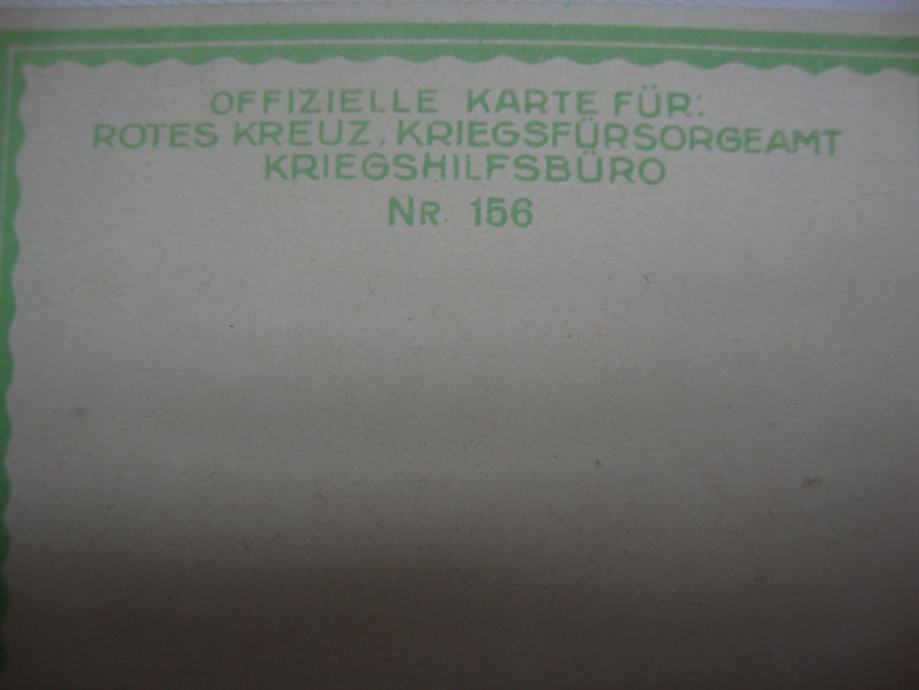 OFFIZIELLE KARTE FÜR:
ROTES KREUZ, KRIEGSFÜRSORGEAMT
KRIEGSHILFSBÜRO
NR. 156